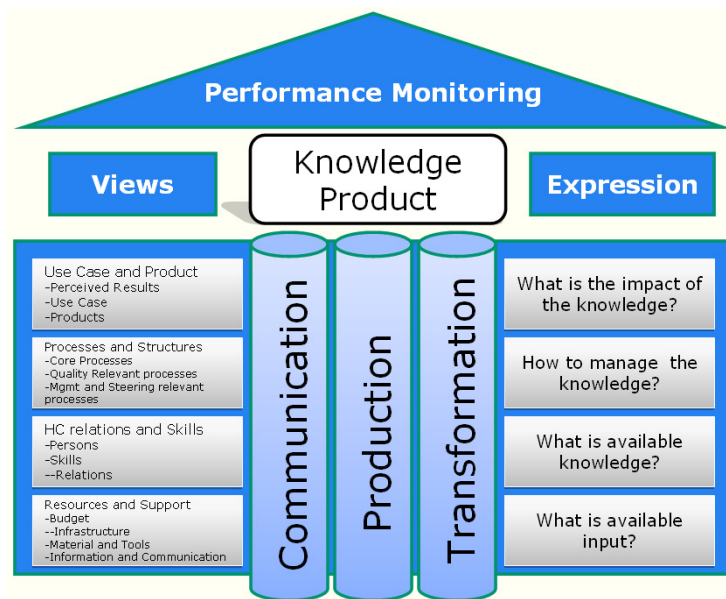 Performance Monitoring
Views
Knowledge
Product
Expression
Use Case and Product
-Perceived Results
-Use Case
-Products
Processes and Structures
-Core Processes
-Quality Relevant processes
-Mgmt and Steering relevant
processes
HC relations and Skills
-Persons
-Skills
--Relations
Resources and Support
-Budget
--Infrastructure
-Material and Tools
-Information and Communication
Communication
Production
Transformation
What is the impact of
the knowledge?
How to manage the
knowledge?
What is available
knowledge?
What is available
input?